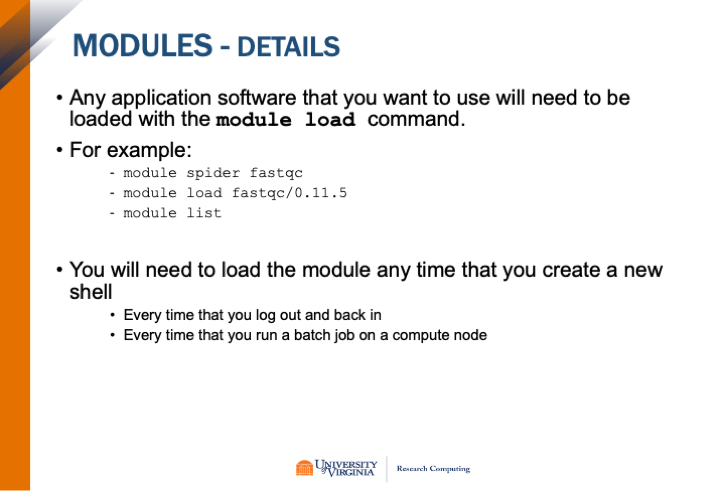 MODULES - DETAILS
• Any application software that you want to use will need to be
loaded with the module load command.
• For example:
- module spider fastqc
- module load fastqc/0.11.5
- module list
• You will need to load the module any time that you create a new
shell
• Every time that you log out and back in
• Every time that you run a batch job on a compute node
UNIVERSITY
of VIRGINIA
Research Computing